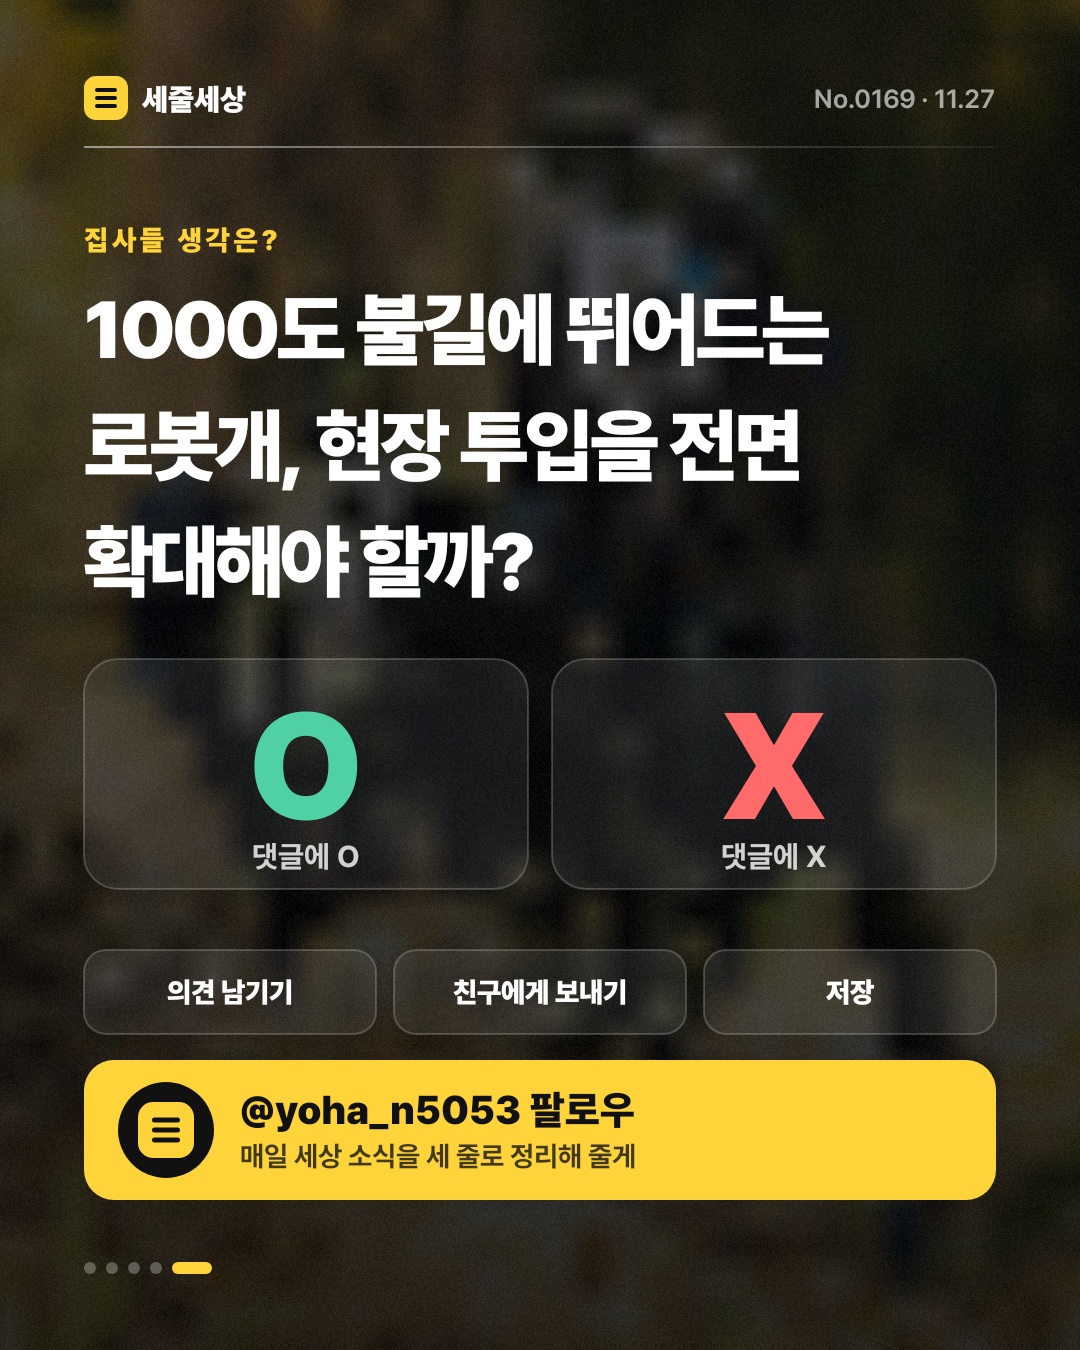 세줄세상
No.0169 · 11.27
집사들 생각은?
1000도 불길에 뛰어드는
로봇개, 현장 투입을 전면
확대해야 할까?
O
X
댓글에 O
댓글에 X
의견 남기기
친구에게 보내기
저장
@yoha_n5053 팔로우
매일 세상 소식을 세 줄로 정리해 줄게